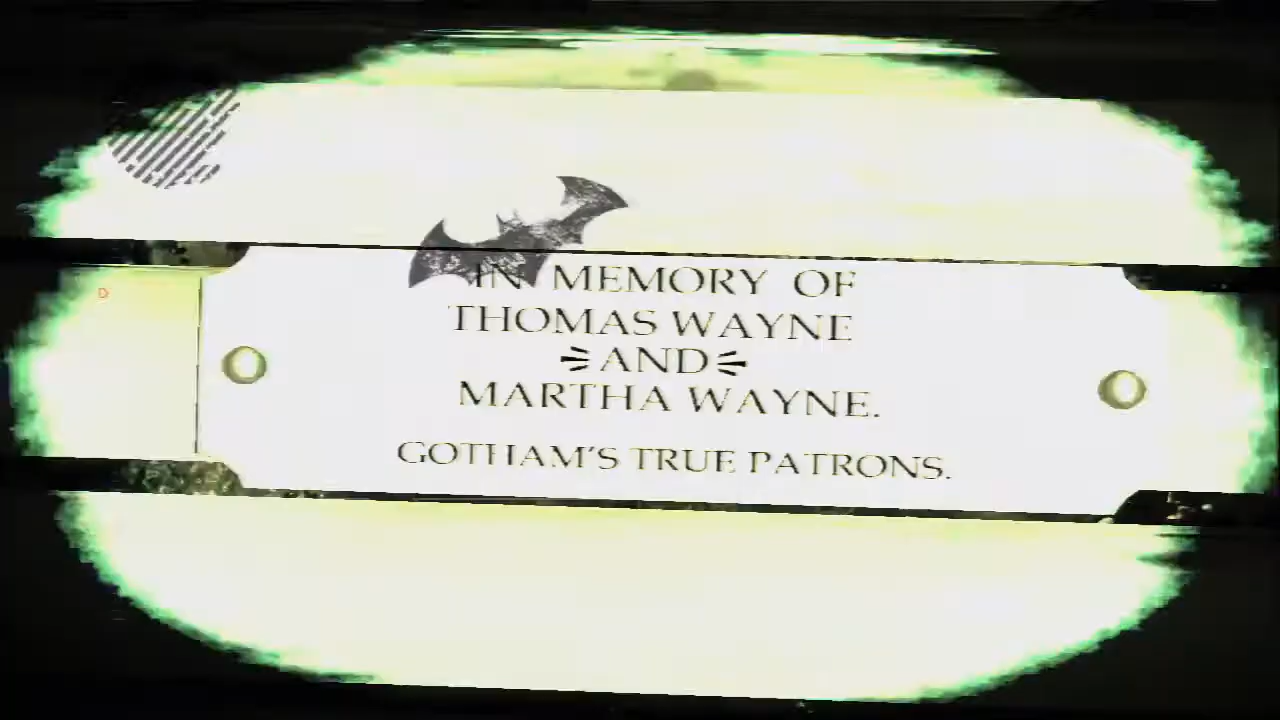 IN MEMORY OF
THOMAS WAYNE
AND
MARTHA WAYNE.
GOTHAM'S TRUE PATRONS.